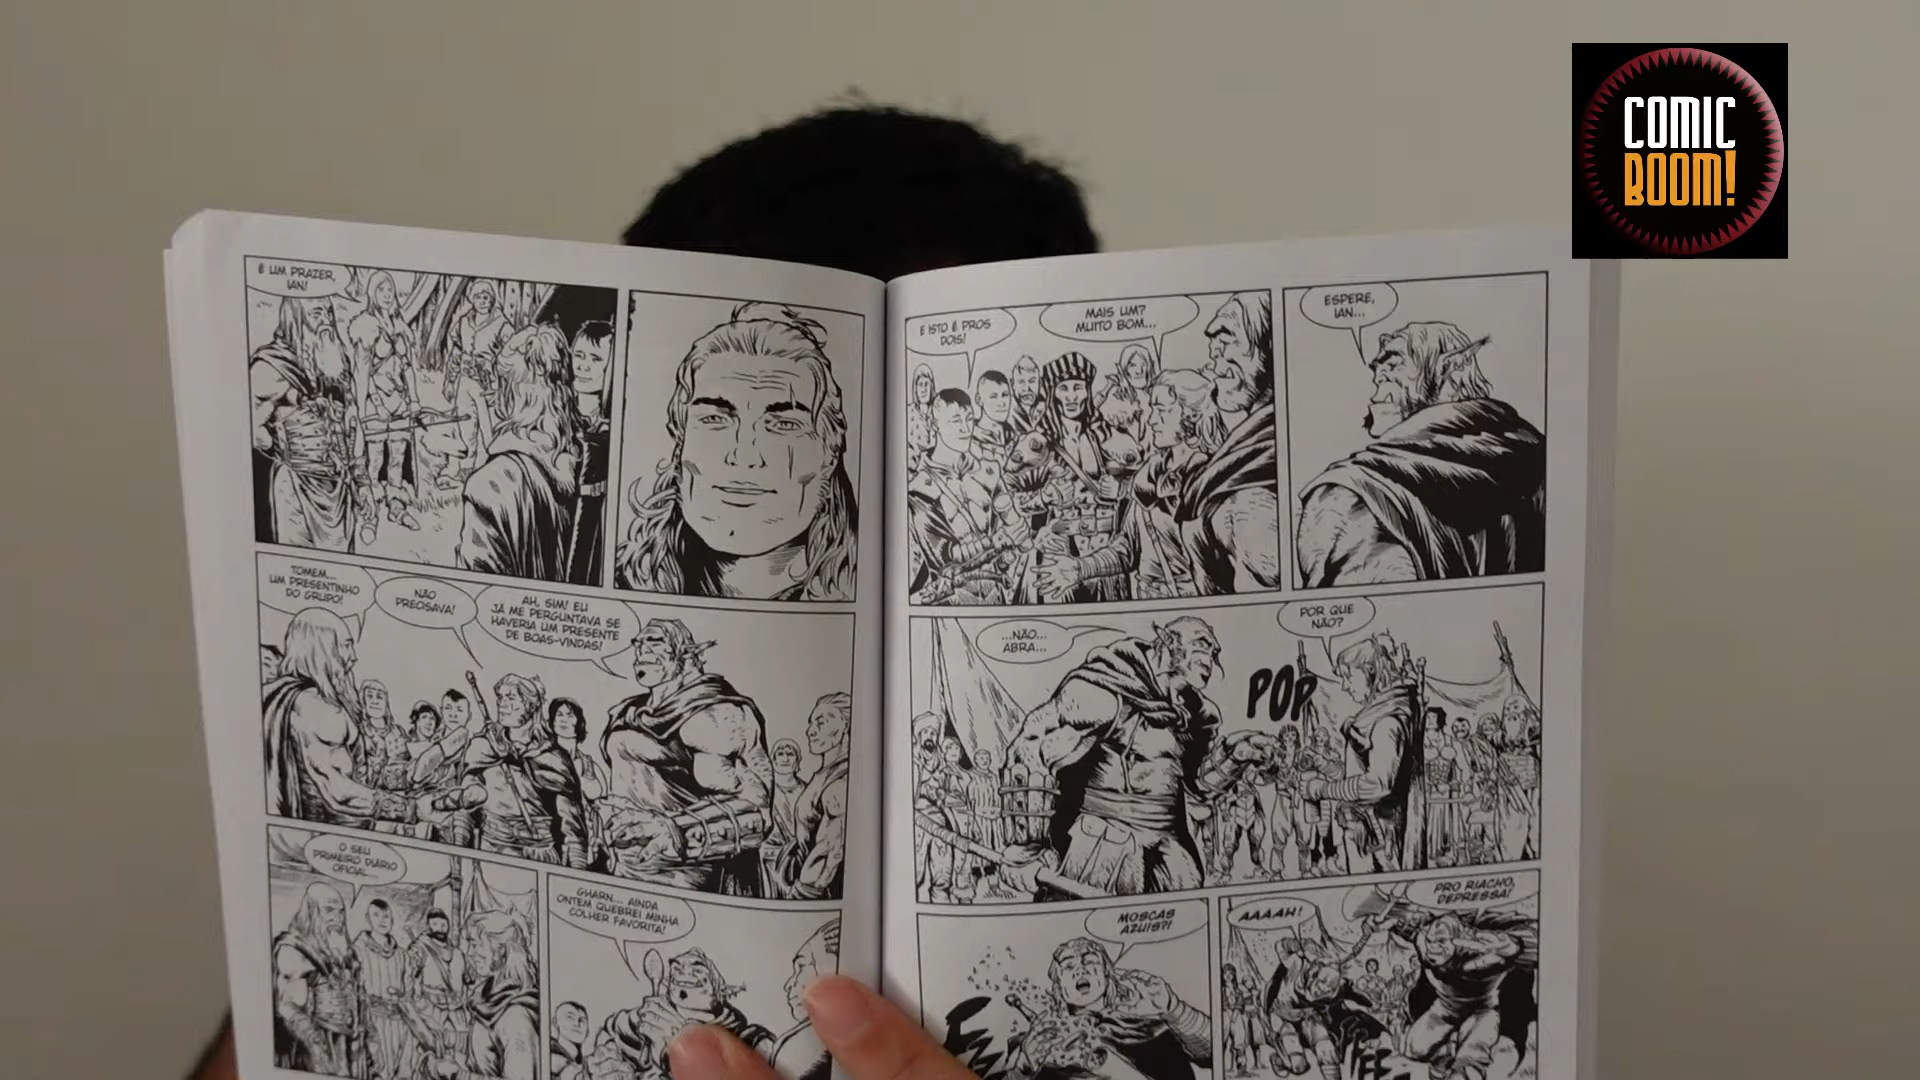 COMIC
BOOM!
É UM PRAZER,
IAN!
TOMEM...
UM PRESENTINHO
DO GRUPO!
NÃO
PRECISAVA!
AH, SIM! EU
JÁ ME PERGUNTAVA SE
HAVERIA UM PRESENTE
DE BOAS-VINDAS!
O SEU
PRIMEIRO DIÁRIO
OFICIAL...
GHARN... AINDA
ONTEM QUEBREI MINHA
COLHER FAVORITA!
E ISTO É PROS
DOIS!
MAIS UM?
MUITO BOM...
ESPERE,
IAN...
...NÃO...
ABRA...
POP
POR QUE
NÃO?
MOSCAS
AZUIS?!
AAAAH!
PRO RIACHO,
DEPRESSA!